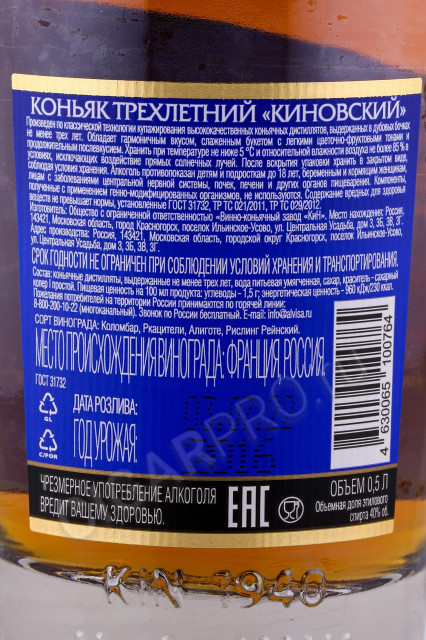 КОНЬЯК ТРЕХЛЕТНИЙ «КИНОВСКИЙ»
Произведен по классической технологии купажирования высококачественных коньячных дистиллятов, выдержанных в дубовых бочках
не менее трех лет. Обладает гармоничным вкусом, сложным букетом с легкими цветочно-фруктовыми тонами и
продолжительным послевкусием. Хранить при температуре не ниже 5 °С и относительной влажности воздуха не более 85 % в
условиях, исключающих воздействие прямых солнечных лучей. После вскрытия упаковки хранить в закрытом виде,
соблюдая условия хранения. Алкоголь противопоказан детям и подросткам до 18 лет, беременным и кормящим женщинам,
лицам с заболеваниями центральной нервной системы, почек, печени и других органов пищеварения. Компоненты,
полученные с применением генно-модифицированных организмов, не используются. Содержание вредных для здоровья
веществ не превышает нормы, установленные ГОСТ 31732, ТР ТС 021/2011, ТР ТС 029/2012.
Изготовитель: Общество с ограниченной ответственностью «Винно-коньячный завод «КиН». Место нахождения: Россия,
143421, Московская область, город Красногорск, поселок Ильинское-Усово, ул. Центральная Усадьба, дом 3, 3Б, 3В, 3Г.
Адрес производства: Россия, 143421, Московская область, городской округ Красногорск, поселок Ильинское-Усово,
ул. Центральная Усадьба, дом 3, 3Б, 3В, 3Г.
СРОК ГОДНОСТИ НЕ ОГРАНИЧЕН ПРИ СОБЛЮДЕНИИ УСЛОВИЙ ХРАНЕНИЯ И ТРАНСПОРТИРОВАНИЯ.
Состав: коньячные дистилляты, выдержанные не менее трех лет, вода питьевая умягченная, сахар, краситель - сахарный
колер I простой. Пищевая ценность на 100 мл продукта: углеводы – 1,5 г; энергетическая ценность – 960 кДж/230 ккал.
Пожелания потребителей на территории России принимаются по горячей линии:
8-800-200-10-22 (многоканальный). Звонок по России бесплатный. E-mail: info@alvisa.ru
СОРТ ВИНОГРАДА: Коломбар, Ркацители, Алиготе, Рислинг Рейнский.
МЕСТО ПРОИСХОЖДЕНИЯ ВИНОГРАДА: ФРАНЦИЯ, РОССИЯ
ГОСТ 31732
GL
ДАТА РОЗЛИВА:
C/FOR
ГОД УРОЖАЯ:
4 630065 100764
ЧРЕЗМЕРНОЕ УПОТРЕБЛЕНИЕ АЛКОГОЛЯ
ВРЕДИТ ВАШЕМУ ЗДОРОВЬЮ.
EAC
ОБЪЕМ 0,5 Л
Объемная доля этилового
спирта 40% об.